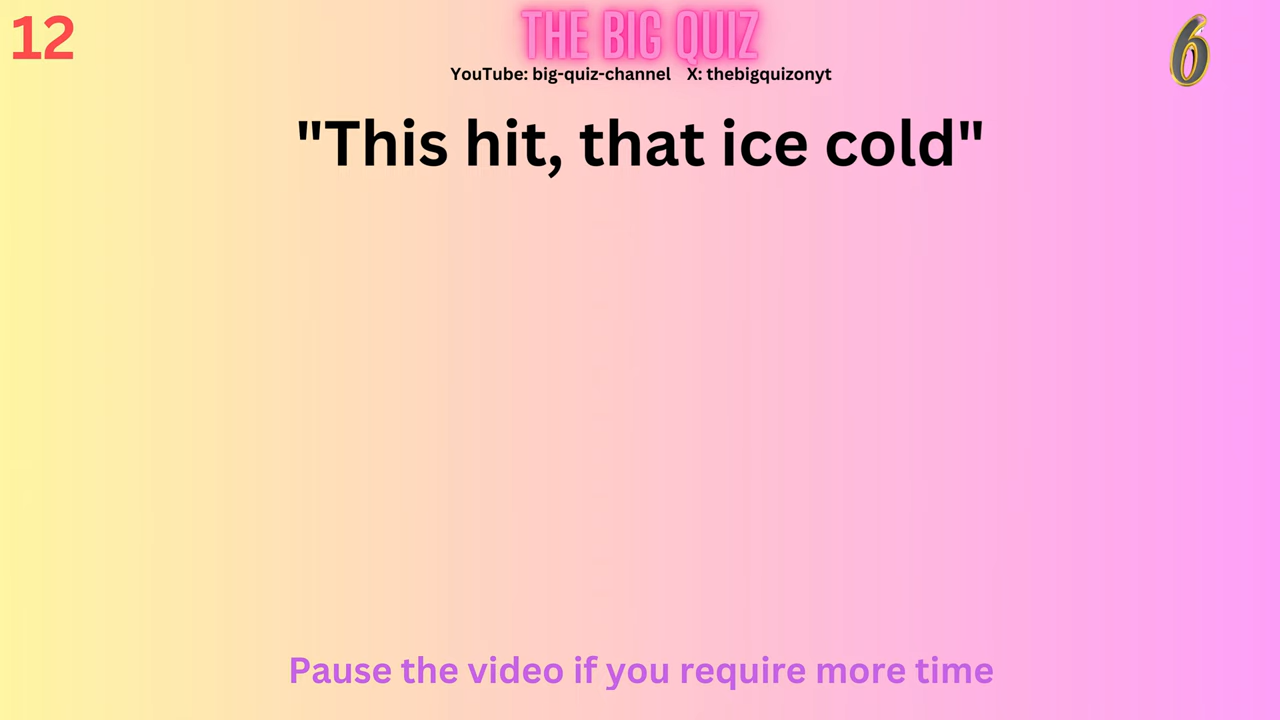 12
THE BIG QUIZ
6
YouTube: big-quiz-channel X: thebigquizonyt
"This hit, that ice cold"
Pause the video if you require more time